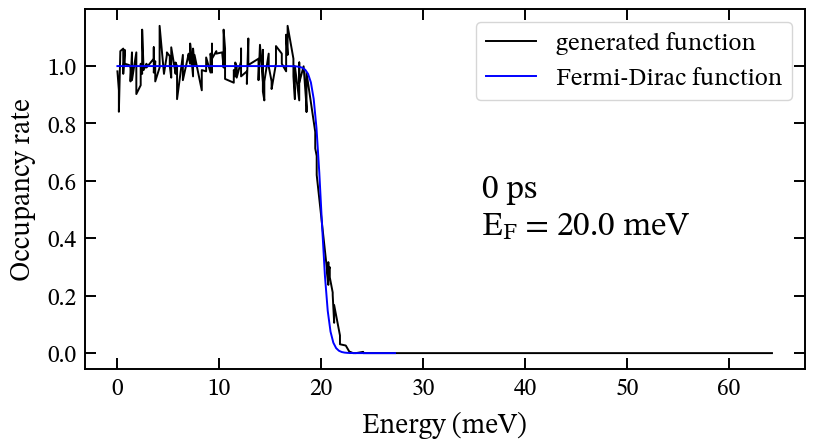 generated function
Fermi-Dirac function
1.0
0.8
0.6
0.4
0.2
0.0
Occupancy rate
0 ps
E_F = 20.0 meV
0 10 20 30 40 50 60
Energy (meV)